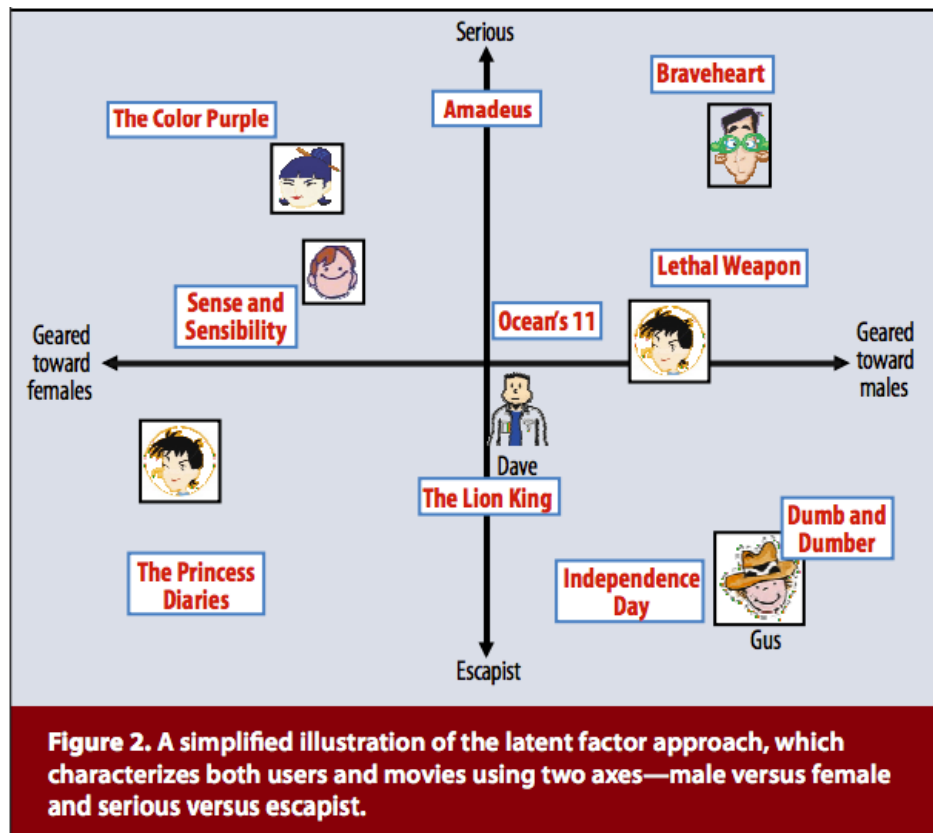 Serious
Braveheart
Amadeus
The Color Purple
Lethal Weapon
Sense and
Sensibility
Ocean's 11
Geared
toward
females
Geared
toward
males
Dave
The Lion King
Dumb and
Dumber
The Princess
Diaries
Independence
Day
Gus
Escapist
Figure 2. A simplified illustration of the latent factor approach, which
characterizes both users and movies using two axes—male versus female
and serious versus escapist.